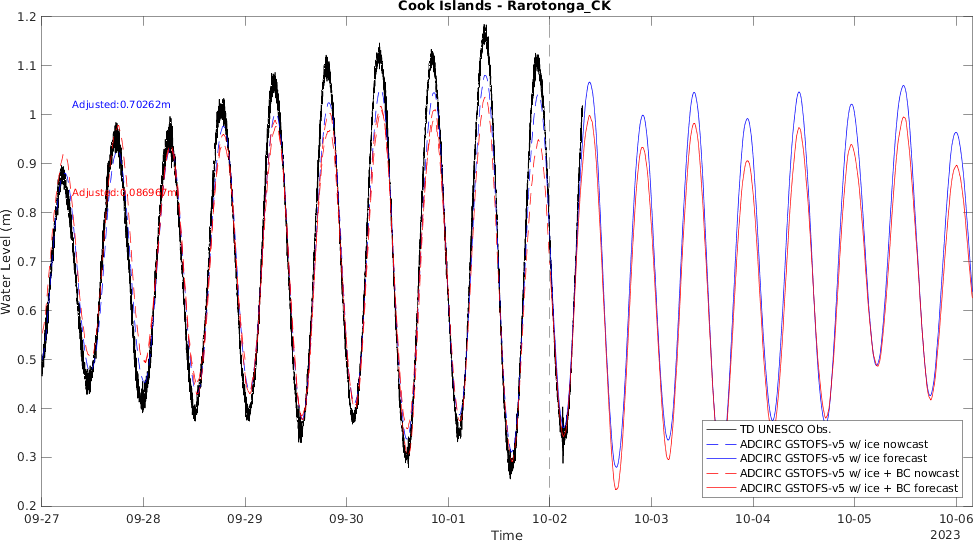 Cook Islands - Rarotonga_CK
1.2
1.1
1
0.9
0.8
0.7
0.6
0.5
0.4
0.3
0.2
Water Level (m)
Adjusted:0.70262m
Adjusted:0.086967m
TD UNESCO Obs.
ADCIRC GSTOFS-v5 w/ ice nowcast
ADCIRC GSTOFS-v5 w/ ice forecast
ADCIRC GSTOFS-v5 w/ ice + BC nowcast
ADCIRC GSTOFS-v5 w/ ice + BC forecast
09-27 09-28 09-29 09-30 10-01 10-02 10-03 10-04 10-05 10-06
Time 2023